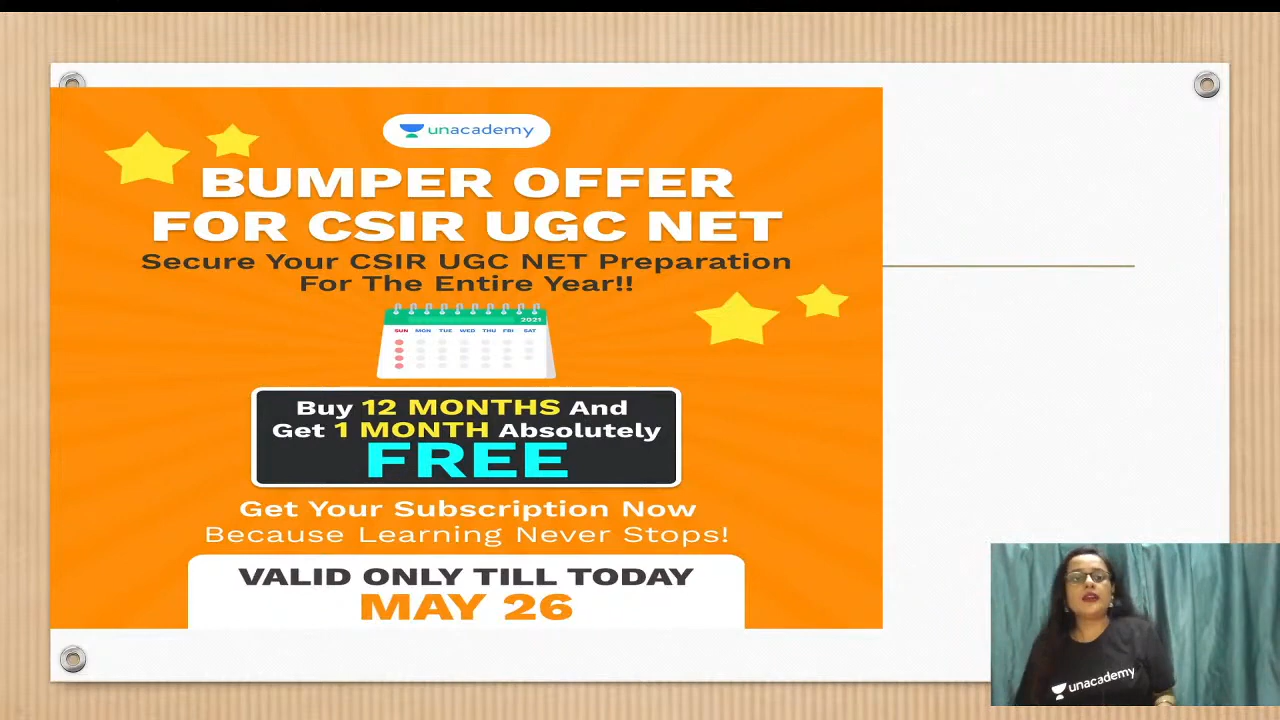 unacademy
BUMPER OFFER
FOR CSIR UGC NET
Secure Your CSIR UGC NET Preparation
For The Entire Year!!
2021
SUN MON TUE WED THU FRI SAT
Buy 12 MONTHS And
Get 1 MONTH Absolutely
FREE
Get Your Subscription Now
Because Learning Never Stops!
VALID ONLY TILL TODAY
MAY 26
unacademy